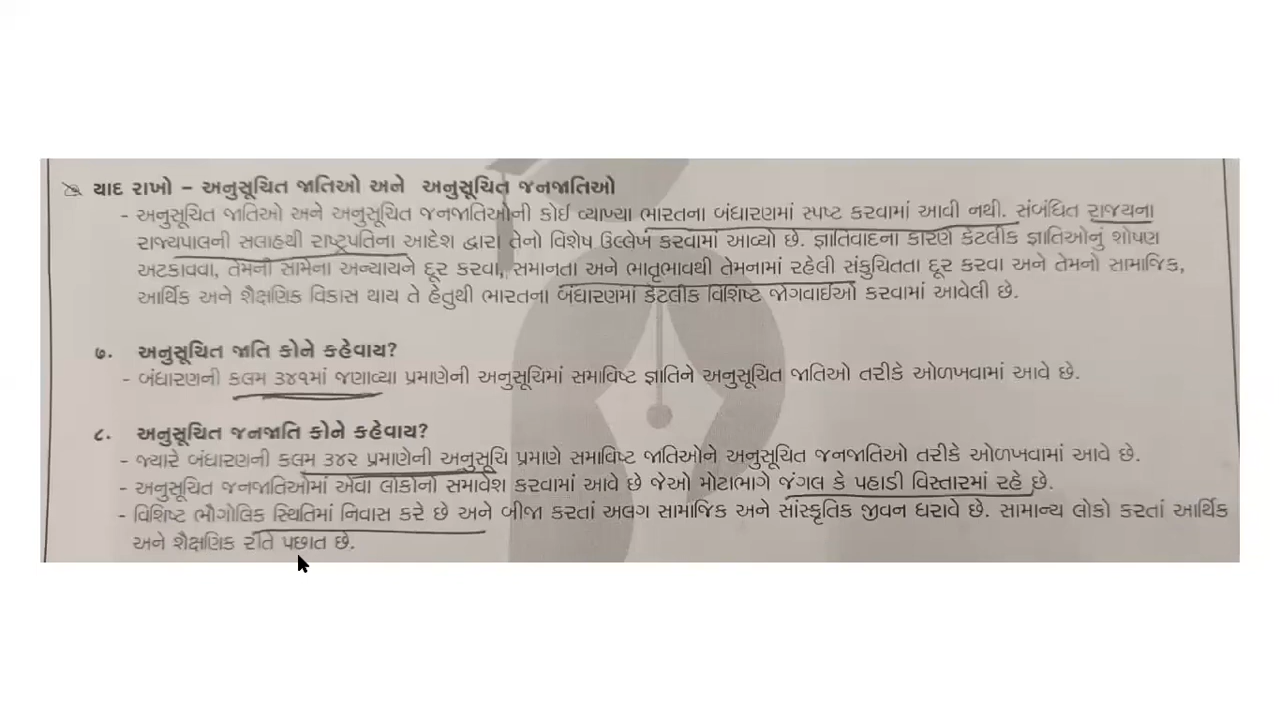 યાદ રાખો – અનુસૂચિત જાતિઓ અને અનુસૂચિત જનજાતિઓ
- અનુસૂચિત જાતિઓ અને અનુસૂચિત જનજાતિઓની કોઈ વ્યાખ્યા ભારતના બંધારણમાં સ્પષ્ટ કરવામાં આવી નથી. સંબંધિત રાજ્યના
રાજ્યપાલની સલાહથી રાષ્ટ્રપતિના આદેશ દ્વારા તેનો વિશેષ ઉલ્લેખ કરવામાં આવ્યો છે. જ્ઞાતિવાદના કારણે કેટલીક જ્ઞાતિઓનું શોષણ
અટકાવવા, તેમની સામેના અન્યાયને દૂર કરવા, સમાનતા અને ભાતૃભાવથી તેમનામાં રહેલી સંકુચિતતા દૂર કરવા અને તેમનો સામાજિક,
આર્થિક અને શૈક્ષણિક વિકાસ થાય તે હેતુથી ભારતના બંધારણમાં કેટલીક વિશિષ્ટ જોગવાઈઓ કરવામાં આવેલી છે.
૭. અનુસૂચિત જાતિ કોને કહેવાય?
- બંધારણની કલમ ૩૪૧માં જણાવ્યા પ્રમાણેની અનુસૂચિમાં સમાવિષ્ટ જ્ઞાતિને અનુસૂચિત જાતિઓ તરીકે ઓળખવામાં આવે છે.
૮. અનુસૂચિત જનજાતિ કોને કહેવાય?
- જ્યારે બંધારણની કલમ ૩૪૨ પ્રમાણેની અનુસૂચિ પ્રમાણે સમાવિષ્ટ જાતિઓને અનુસૂચિત જનજાતિઓ તરીકે ઓળખવામાં આવે છે.
- અનુસૂચિત જનજાતિઓમાં એવા લોકોનો સમાવેશ કરવામાં આવે છે જેઓ મોટાભાગે જંગલ કે પહાડી વિસ્તારમાં રહે છે.
- વિશિષ્ટ ભૌગોલિક સ્થિતિમાં નિવાસ કરે છે અને બીજા કરતાં અલગ સામાજિક અને સાંસ્કૃતિક જીવન ધરાવે છે. સામાન્ય લોકો કરતાં આર્થિક
અને શૈક્ષણિક રીતે પછાત છે.